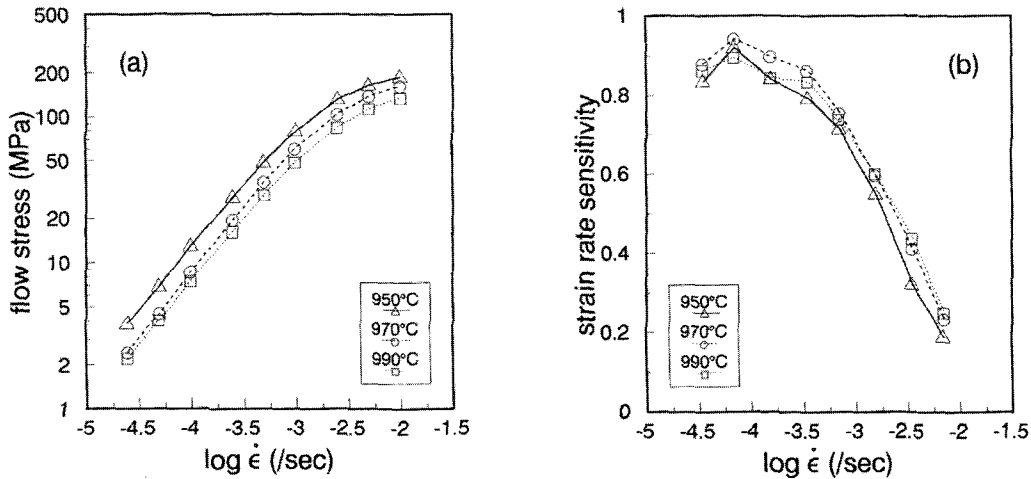 500
200
100
50
20
10
5
2
1
flow stress (MPa)
(a)
950°C
970°C
990°C
-5 -4.5 -4 -3.5 -3 -2.5 -2 -1.5
log ε̇ (/sec)
1
0.8
0.6
0.4
0.2
0
strain rate sensitivity
(b)
950°C
970°C
990°C
-5 -4.5 -4 -3.5 -3 -2.5 -2 -1.5
log ε̇ (/sec)